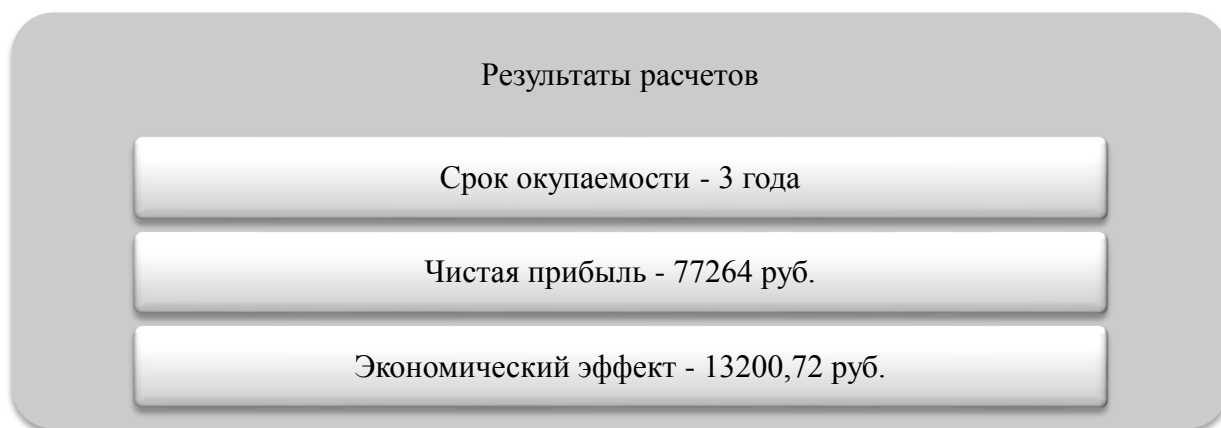 Результаты расчетов
Срок окупаемости - 3 года
Чистая прибыль - 77264 руб.
Экономический эффект - 13200,72 руб.